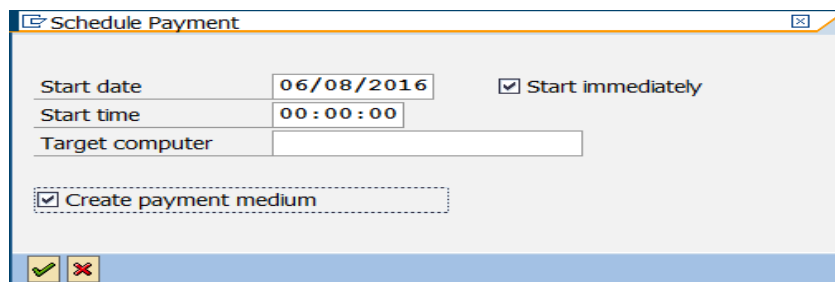 Schedule Payment
Start date 06/08/2016 Start immediately
Start time 00:00:00
Target computer
Create payment medium